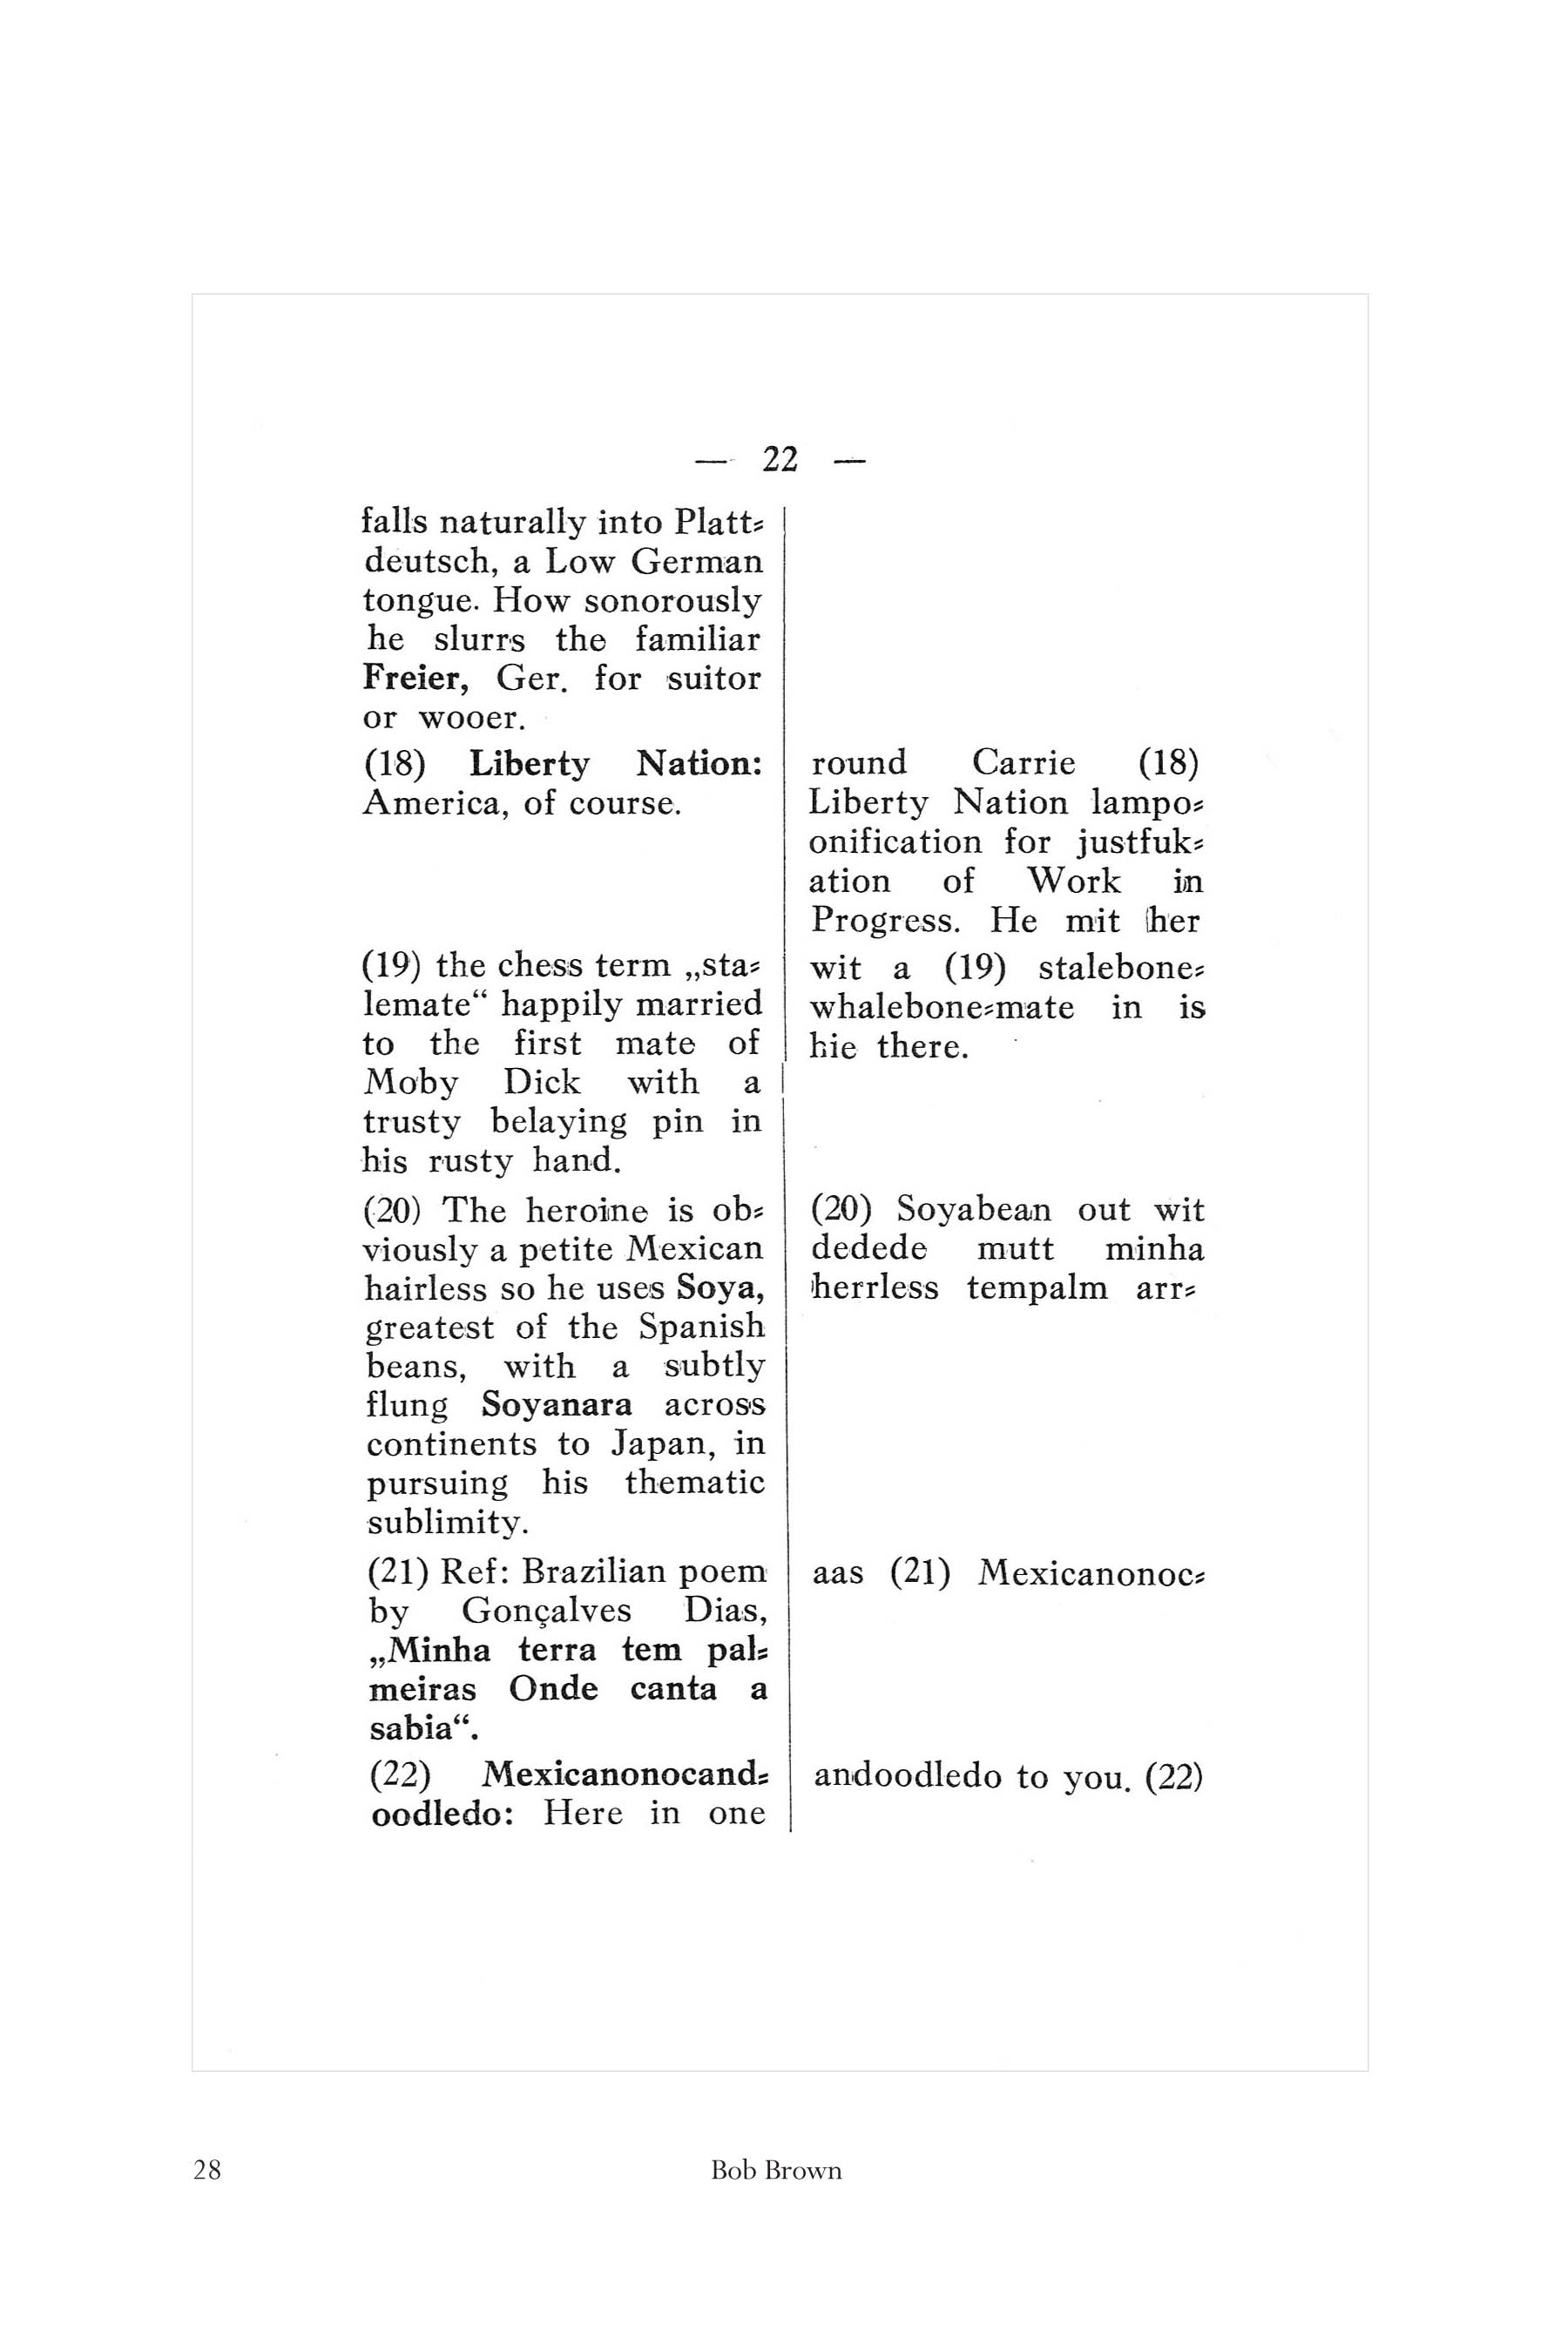 — 22 —
falls naturally into Platt⸗
deutsch, a Low German
tongue. How sonorously
he slurrs the familiar
Freier, Ger. for suitor
or wooer.
(18) Liberty Nation:
America, of course.
(19) the chess term „sta⸗
lemate“ happily married
to the first mate of
Moby Dick with a
trusty belaying pin in
his rusty hand.
(20) The heroine is ob⸗
viously a petite Mexican
hairless so he uses Soya,
greatest of the Spanish
beans, with a subtly
flung Soyanara across
continents to Japan, in
pursuing his thematic
sublimity.
(21) Ref: Brazilian poem
by Gonçalves Dias,
„Minha terra tem pal⸗
meiras Onde canta a
sabia“.
(22) Mexicanonocand⸗
oodledo: Here in one
round Carrie (18)
Liberty Nation lampo⸗
onification for justfuk⸗
ation of Work in
Progress. He mit her
wit a (19) stalebone⸗
whalebone⸗mate in is
hie there.
(20) Soyabean out wit
dedede mutt minha
herrless tempalm arr⸗
aas (21) Mexicanonoc⸗
andoodledo to you. (22)
28 Bob Brown